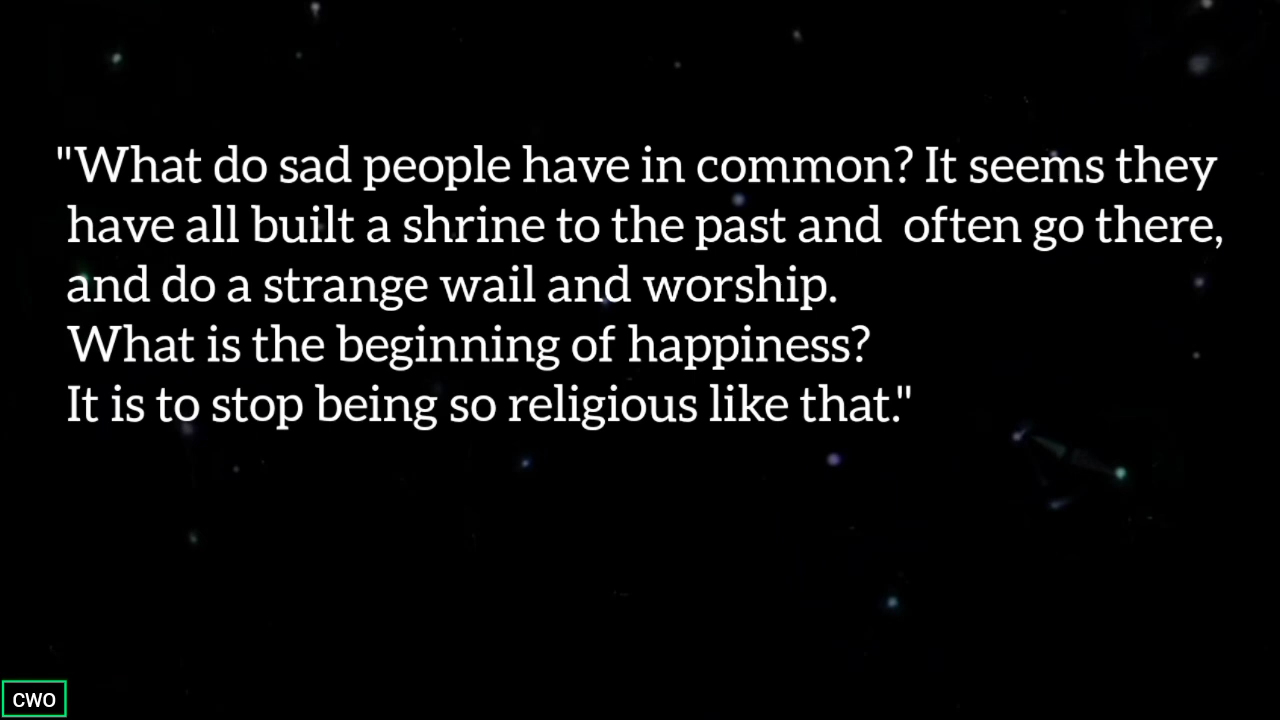 "What do sad people have in common? It seems they
have all built a shrine to the past and  often go there,
and do a strange wail and worship.
What is the beginning of happiness?
It is to stop being so religious like that."
CWO